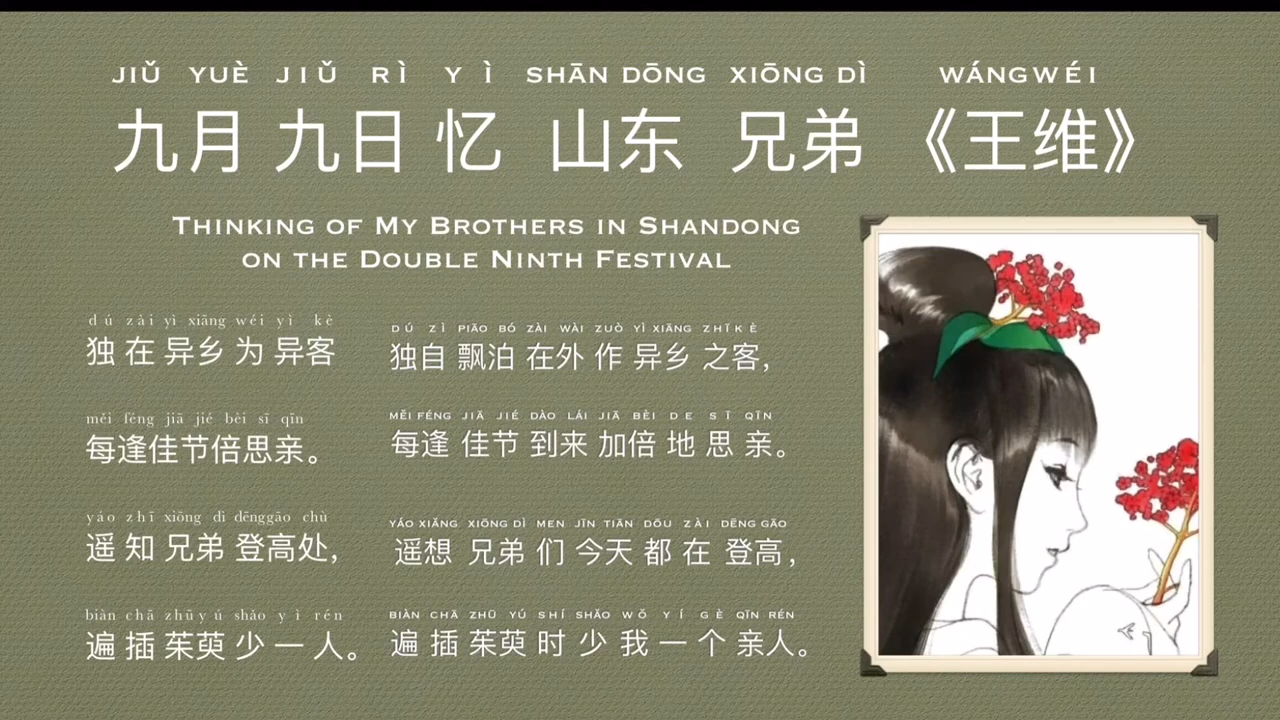 JIǓ YUÈ JIǓ RÌ YÌ SHĀN DŌNG XIŌNG DÌ WÁNGWÉI
九月 九日 忆 山东 兄弟 《王维》
THINKING OF MY BROTHERS IN SHANDONG
ON THE DOUBLE NINTH FESTIVAL
dú zài yì xiāng wéi yì kè
独 在 异乡 为 异客
měi féng jiā jié bèi sī qīn
每逢佳节倍思亲。
yáo zhī xiōng dì dēnggāo chù
遥 知 兄弟 登高处，
biàn chā zhūyú shǎo yì rén
遍 插 茱萸 少 一 人。
DÚ ZÌ PIĀO BÓ ZÀI WÀI ZUÒ YÌ XIĀNG ZHĪKÈ
独自 飘泊 在外 作 异乡 之客，
MĚI FÉNG JIĀ JIÉ DÀO LÁI JIĀ BÈI DE SĪ QĪN
每逢 佳节 到来 加倍 地 思 亲。
YÁO XIĂNG XIŌNG DÌ MEN JĪN TIĀN DŌU ZÀI DĒNG GĀO
遥想 兄弟 们 今天 都 在 登高，
BIÀN CHĀ ZHŪ YÚ SHÍ SHǍO WǑ YÍ GÈ QĪN RÉN
遍 插 茱萸 时 少 我 一 个 亲人。